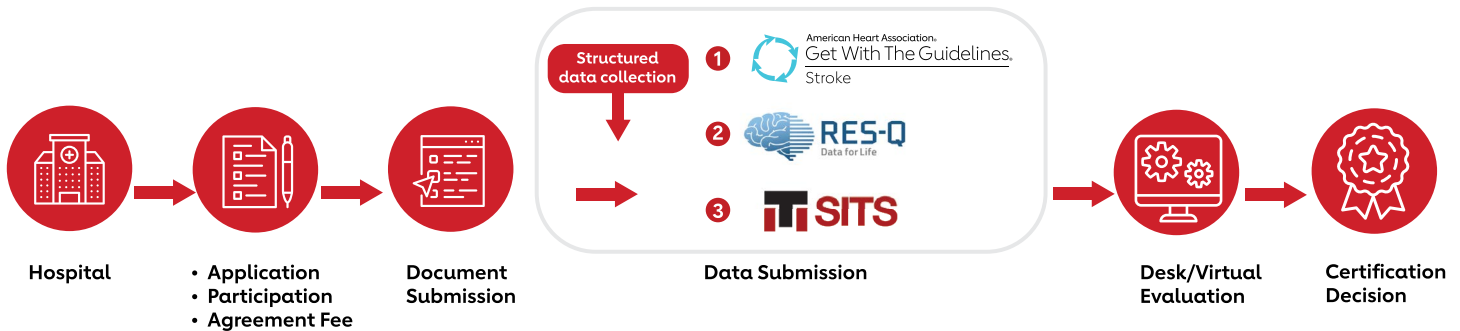 Structured
data collection
1
American Heart Association®
Get With The Guidelines®
Stroke
2
RES-Q
Data for Life
3
SITS
Hospital
• Application
• Participation
• Agreement Fee
Document
Submission
Data Submission
Desk/Virtual
Evaluation
Certification
Decision